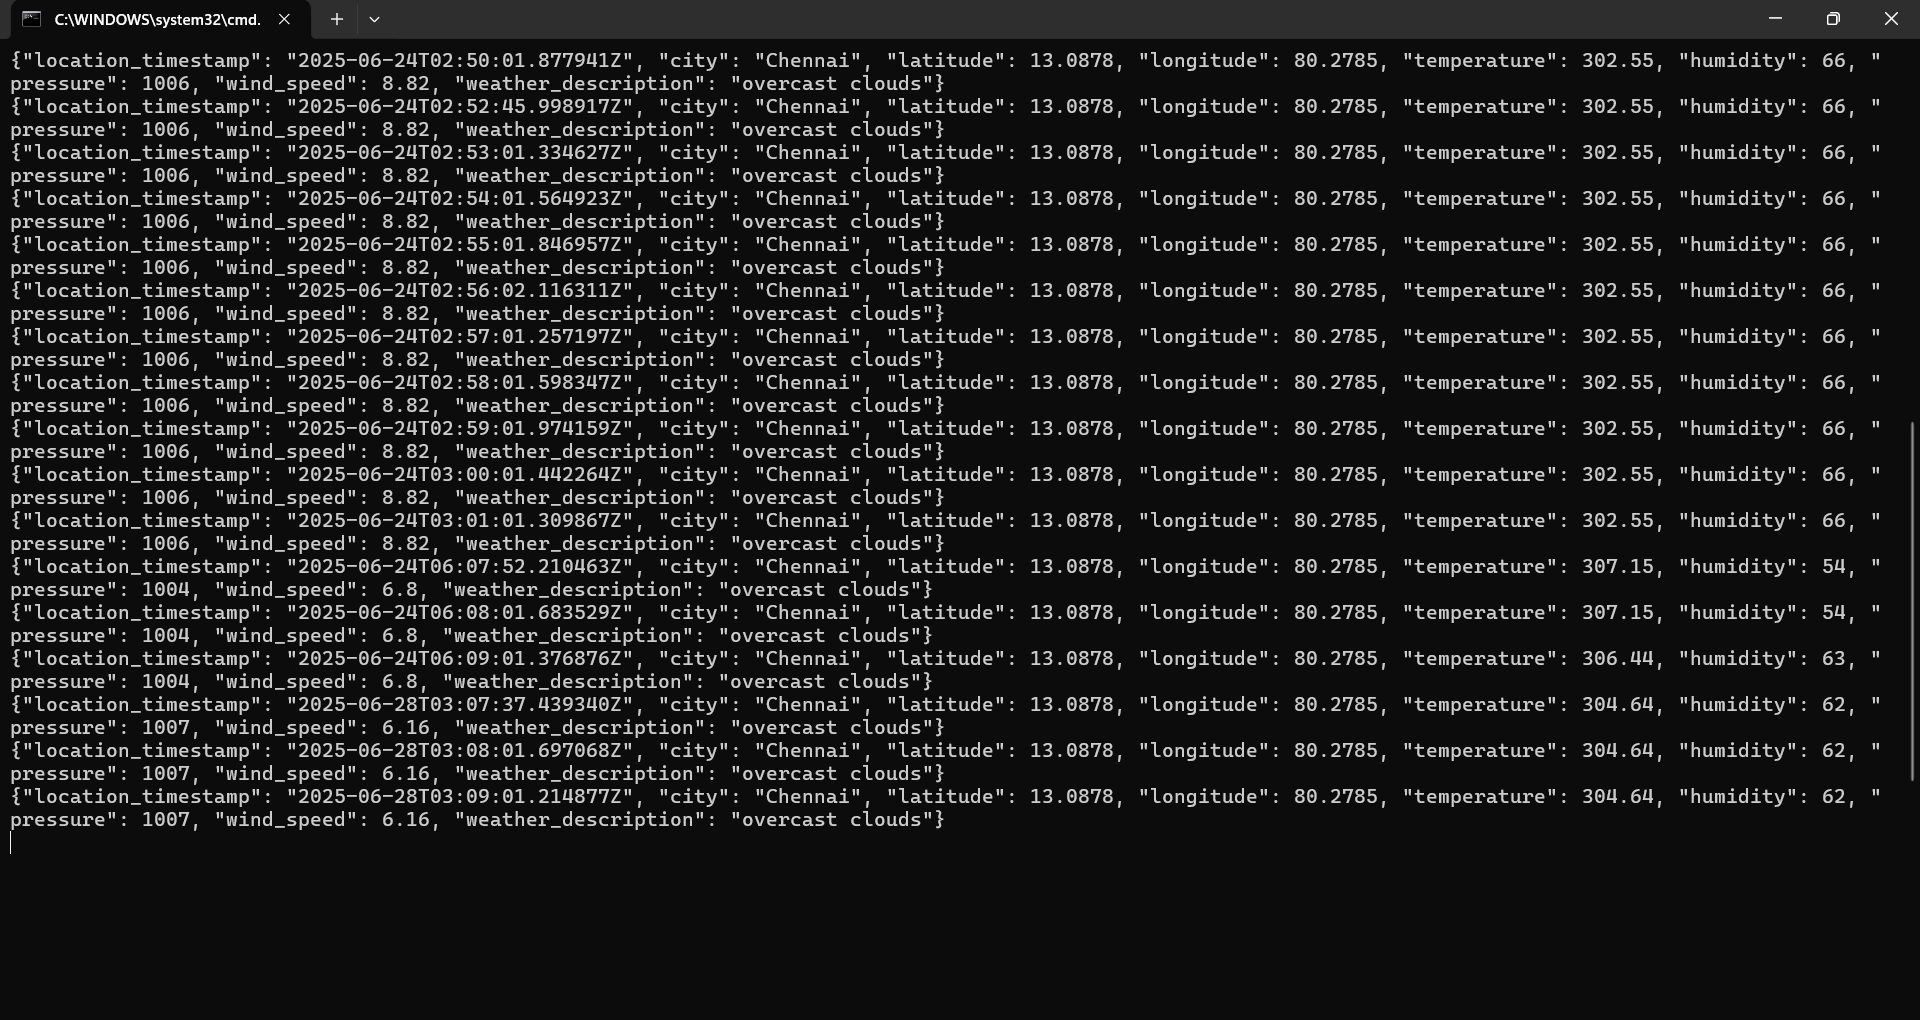 C:\WINDOWS\system32\cmd.
{"location_timestamp": "2025-06-24T02:50:01.877941Z", "city": "Chennai", "latitude": 13.0878, "longitude": 80.2785, "temperature": 302.55, "humidity": 66, "
pressure": 1006, "wind_speed": 8.82, "weather_description": "overcast clouds"}
{"location_timestamp": "2025-06-24T02:52:45.998917Z", "city": "Chennai", "latitude": 13.0878, "longitude": 80.2785, "temperature": 302.55, "humidity": 66, "
pressure": 1006, "wind_speed": 8.82, "weather_description": "overcast clouds"}
{"location_timestamp": "2025-06-24T02:53:01.334627Z", "city": "Chennai", "latitude": 13.0878, "longitude": 80.2785, "temperature": 302.55, "humidity": 66, "
pressure": 1006, "wind_speed": 8.82, "weather_description": "overcast clouds"}
{"location_timestamp": "2025-06-24T02:54:01.564923Z", "city": "Chennai", "latitude": 13.0878, "longitude": 80.2785, "temperature": 302.55, "humidity": 66, "
pressure": 1006, "wind_speed": 8.82, "weather_description": "overcast clouds"}
{"location_timestamp": "2025-06-24T02:55:01.846957Z", "city": "Chennai", "latitude": 13.0878, "longitude": 80.2785, "temperature": 302.55, "humidity": 66, "
pressure": 1006, "wind_speed": 8.82, "weather_description": "overcast clouds"}
{"location_timestamp": "2025-06-24T02:56:02.116311Z", "city": "Chennai", "latitude": 13.0878, "longitude": 80.2785, "temperature": 302.55, "humidity": 66, "
pressure": 1006, "wind_speed": 8.82, "weather_description": "overcast clouds"}
{"location_timestamp": "2025-06-24T02:57:01.257197Z", "city": "Chennai", "latitude": 13.0878, "longitude": 80.2785, "temperature": 302.55, "humidity": 66, "
pressure": 1006, "wind_speed": 8.82, "weather_description": "overcast clouds"}
{"location_timestamp": "2025-06-24T02:58:01.598347Z", "city": "Chennai", "latitude": 13.0878, "longitude": 80.2785, "temperature": 302.55, "humidity": 66, "
pressure": 1006, "wind_speed": 8.82, "weather_description": "overcast clouds"}
{"location_timestamp": "2025-06-24T02:59:01.974159Z", "city": "Chennai", "latitude": 13.0878, "longitude": 80.2785, "temperature": 302.55, "humidity": 66, "
pressure": 1006, "wind_speed": 8.82, "weather_description": "overcast clouds"}
{"location_timestamp": "2025-06-24T03:00:01.442264Z", "city": "Chennai", "latitude": 13.0878, "longitude": 80.2785, "temperature": 302.55, "humidity": 66, "
pressure": 1006, "wind_speed": 8.82, "weather_description": "overcast clouds"}
{"location_timestamp": "2025-06-24T03:01:01.309867Z", "city": "Chennai", "latitude": 13.0878, "longitude": 80.2785, "temperature": 302.55, "humidity": 66, "
pressure": 1006, "wind_speed": 8.82, "weather_description": "overcast clouds"}
{"location_timestamp": "2025-06-24T06:07:52.210463Z", "city": "Chennai", "latitude": 13.0878, "longitude": 80.2785, "temperature": 307.15, "humidity": 54, "
pressure": 1004, "wind_speed": 6.8, "weather_description": "overcast clouds"}
{"location_timestamp": "2025-06-24T06:08:01.683529Z", "city": "Chennai", "latitude": 13.0878, "longitude": 80.2785, "temperature": 307.15, "humidity": 54, "
pressure": 1004, "wind_speed": 6.8, "weather_description": "overcast clouds"}
{"location_timestamp": "2025-06-24T06:09:01.376876Z", "city": "Chennai", "latitude": 13.0878, "longitude": 80.2785, "temperature": 306.44, "humidity": 63, "
pressure": 1004, "wind_speed": 6.8, "weather_description": "overcast clouds"}
{"location_timestamp": "2025-06-28T03:07:37.439340Z", "city": "Chennai", "latitude": 13.0878, "longitude": 80.2785, "temperature": 304.64, "humidity": 62, "
pressure": 1007, "wind_speed": 6.16, "weather_description": "overcast clouds"}
{"location_timestamp": "2025-06-28T03:08:01.697068Z", "city": "Chennai", "latitude": 13.0878, "longitude": 80.2785, "temperature": 304.64, "humidity": 62, "
pressure": 1007, "wind_speed": 6.16, "weather_description": "overcast clouds"}
{"location_timestamp": "2025-06-28T03:09:01.214877Z", "city": "Chennai", "latitude": 13.0878, "longitude": 80.2785, "temperature": 304.64, "humidity": 62, "
pressure": 1007, "wind_speed": 6.16, "weather_description": "overcast clouds"}